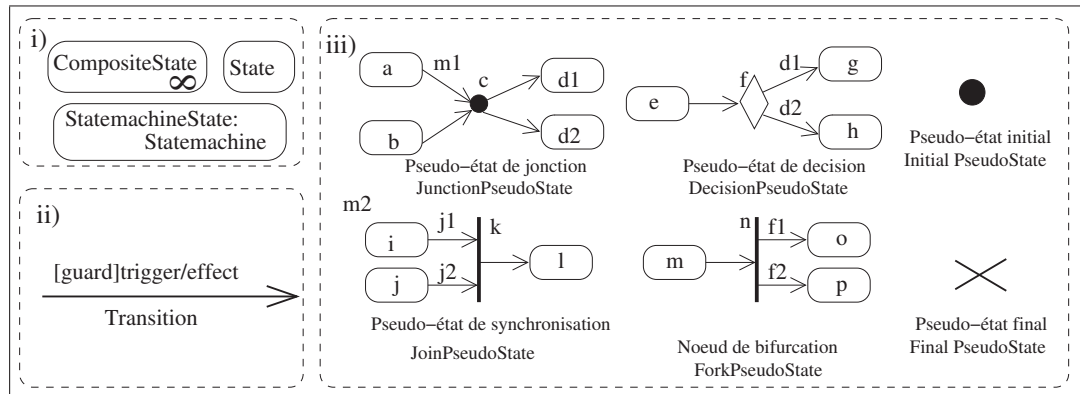 i)
CompositeState
∞
State
StatemachineState:
Statemachine
ii)
[guard]trigger/effect
Transition
iii)
a
m1
b
c
d1
d2
Pseudo−état de jonction
JunctionPseudoState
e
f
d1
g
d2
h
Pseudo−état de decision
DecisionPseudoState
Pseudo−état initial
Initial PseudoState
m2
i
j1
j
j2
k
l
Pseudo−état de synchronisation
JoinPseudoState
m
n
f1
o
f2
p
Noeud de bifurcation
ForkPseudoState
Pseudo−état final
Final PseudoState